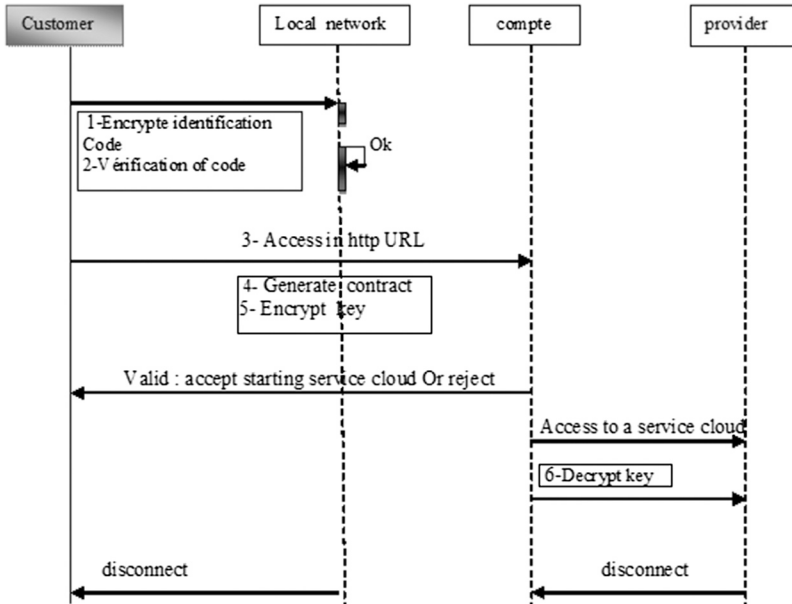 Customer
Local network
compte
provider
1-Encrypte identification
Code
2-Vérification of code
Ok
3- Access in http URL
4- Generate contract
5- Encrypt key
Valid : accept starting service cloud Or reject
Access to a service cloud
6-Decrypt key
disconnect
disconnect